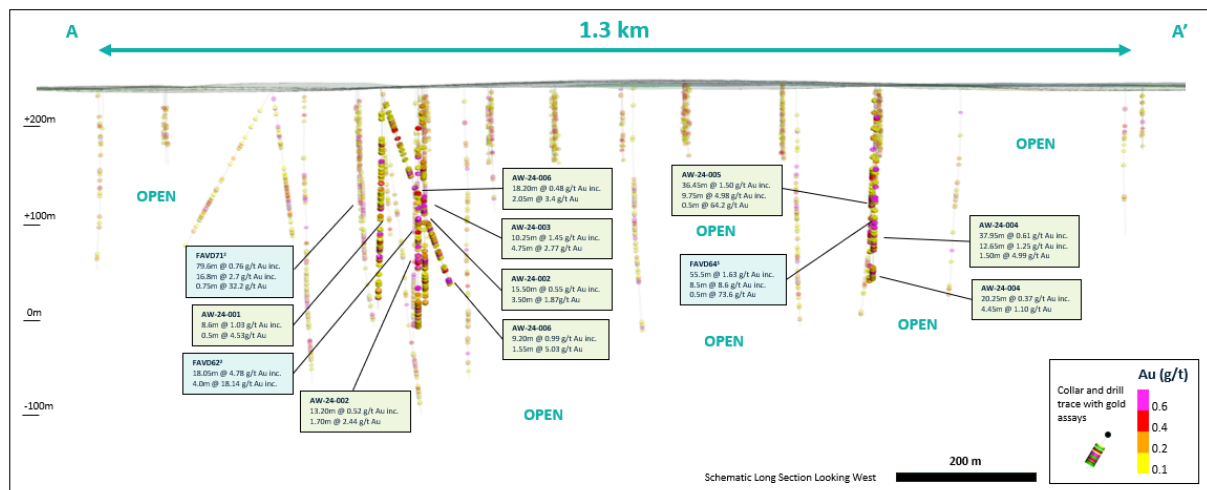 A
1.3 km
A'
+200m
+100m
0m
-100m
OPEN
OPEN
OPEN
OPEN
OPEN
OPEN
FAVD71²
79.6m @ 0.76 g/t Au inc.
16.8m @ 2.7 g/t Au inc.
0.75m @ 32.2 g/t Au
AW-24-001
8.6m @ 1.03 g/t Au inc.
0.5m @ 4.53g/t Au
FAVD62²
18.05m @ 4.78 g/t Au inc.
4.0m @ 18.14 g/t Au inc.
AW-24-002
13.20m @ 0.52 g/t Au inc.
1.70m @ 2.44 g/t Au
AW-24-006
18.20m @ 0.48 g/t Au inc.
2.05m @ 3.4 g/t Au
AW-24-003
10.25m @ 1.45 g/t Au inc.
4.75m @ 2.77 g/t Au
AW-24-002
15.50m @ 0.55 g/t Au inc.
3.50m @ 1.87g/t Au
AW-24-006
9.20m @ 0.99 g/t Au inc.
1.55m @ 5.03 g/t Au
AW-24-005
36.45m @ 1.50 g/t Au inc.
9.75m @ 4.98 g/t Au inc.
0.5m @ 64.2 g/t Au
FAVD64
55.5m @ 1.63 g/t Au inc.
8.5m @ 8.6 g/t Au inc.
0.5m @ 73.6 g/t Au
AW-24-004
37.95m @ 0.61 g/t Au inc.
12.65m @ 1.25 g/t Au inc.
1.50m @ 4.99 g/t Au
AW-24-004
20.25m @ 0.37 g/t Au inc.
4.45m @ 1.10 g/t Au
Schematic Long Section Looking West
200 m
Collar and drill
trace with gold
assays
Au (g/t)
0.6
0.4
0.2
0.1